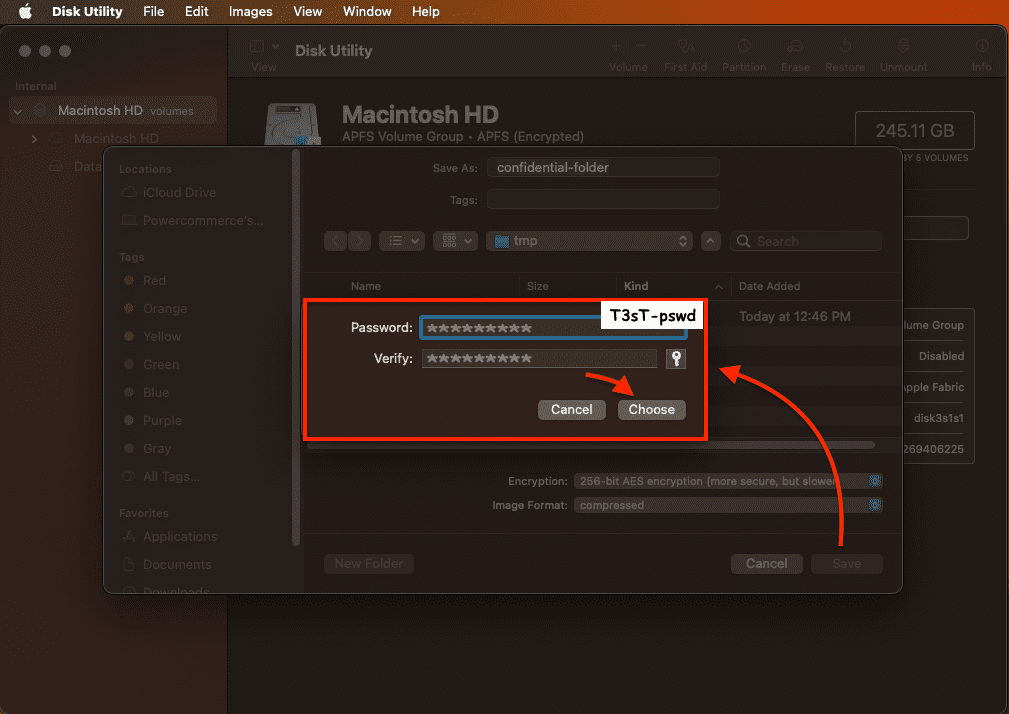 Disk Utility File Edit Images View Window Help
Disk Utility
View
Volume First Aid Partition Erase Restore Unmount Info
Internal
Macintosh HD volumes
Macintosh HD
Data
Macintosh HD
APFS Volume Group • APFS (Encrypted)
245.11 GB
BY 5 VOLUMES
Locations
iCloud Drive
Powercommerce's...
Tags
Red
Orange
Yellow
Green
Blue
Purple
Gray
All Tags...
Favorites
Applications
Documents
Downloads
Save As: confidential-folder
Tags:
tmp
Search
Name Size Kind Date Added
Today at 12:46 PM
Password: *********
T3sT-pswd
Verify: *********
Cancel Choose
lume Group
Disabled
Apple Fabric
disk3s1s1
269406225
Encryption: 256-bit AES encryption (more secure, but slower
Image Format: compressed
New Folder Cancel Save